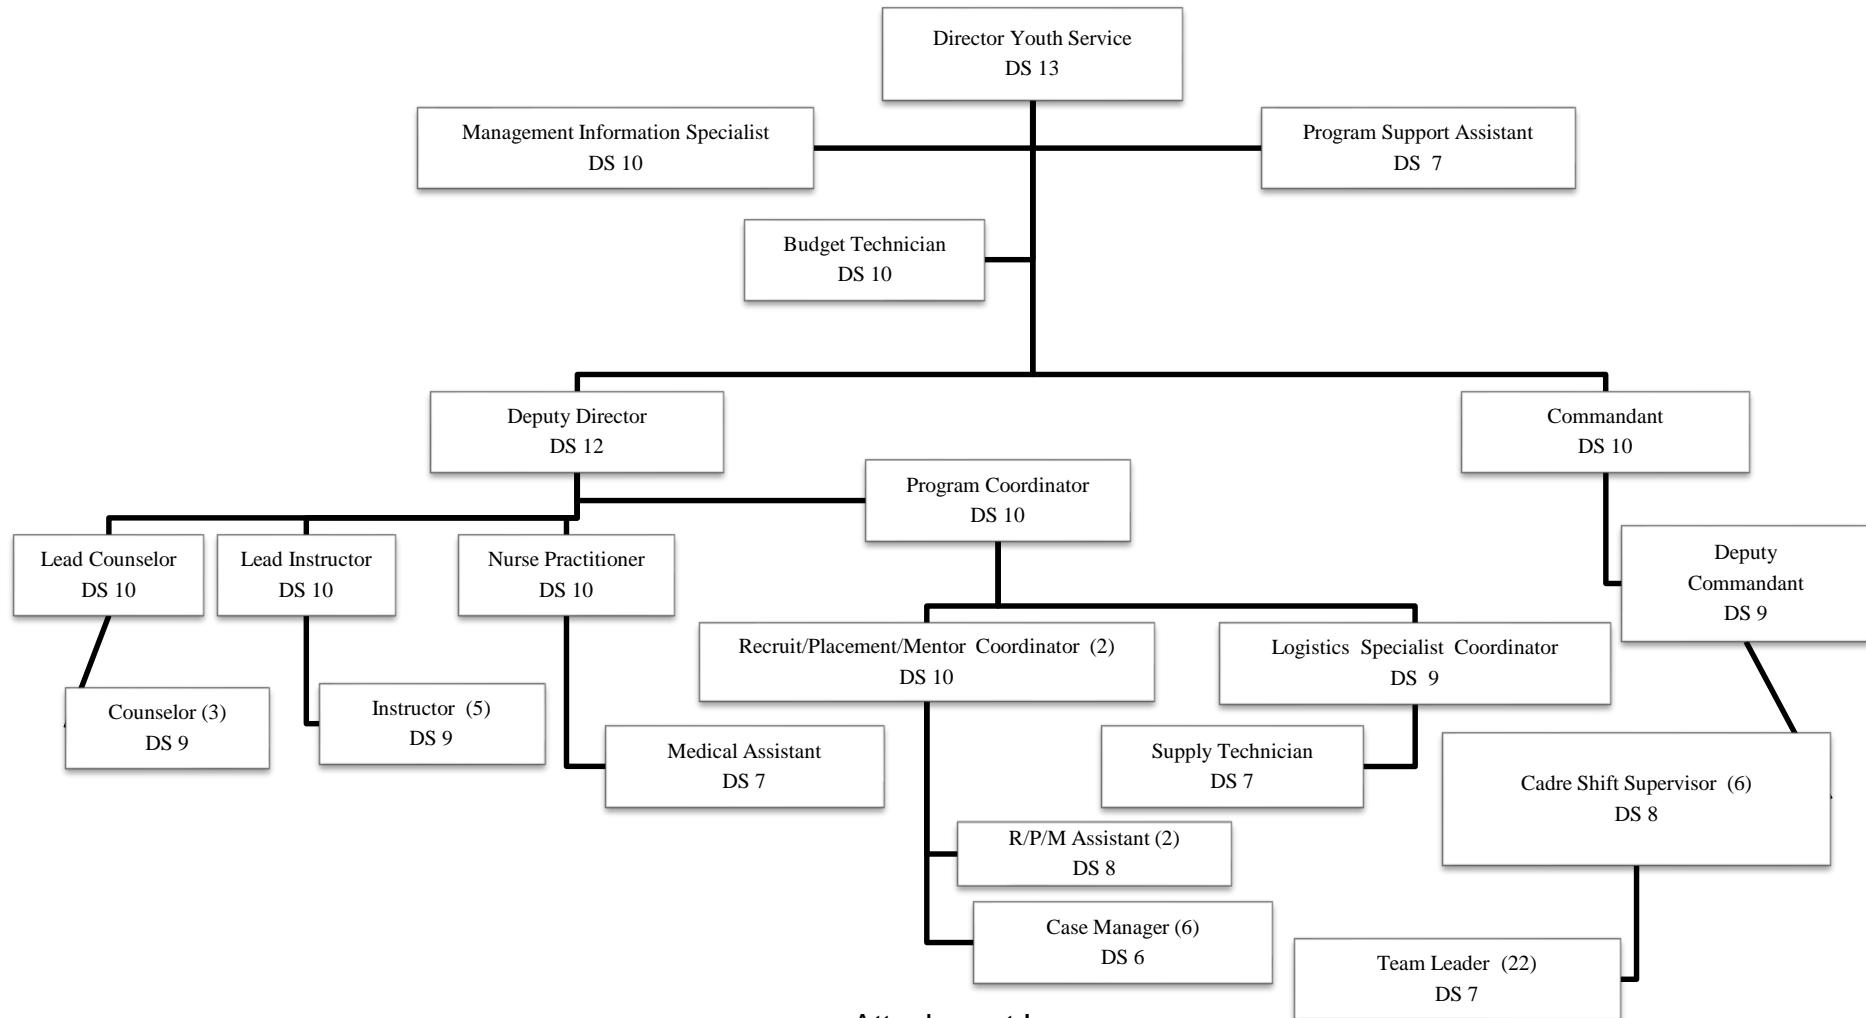 Director Youth Service
DS 13
Management Information Specialist
DS 10
Program Support Assistant
DS 7
Budget Technician
DS 10
Deputy Director
DS 12
Commandant
DS 10
Program Coordinator
DS 10
Lead Counselor
DS 10
Lead Instructor
DS 10
Nurse Practitioner
DS 10
Deputy
Commandant
DS 9
Recruit/Placement/Mentor Coordinator (2)
DS 10
Logistics Specialist Coordinator
DS 9
Counselor (3)
DS 9
Instructor (5)
DS 9
Medical Assistant
DS 7
Supply Technician
DS 7
Cadre Shift Supervisor (6)
DS 8
R/P/M Assistant (2)
DS 8
Case Manager (6)
DS 6
Team Leader (22)
DS 7